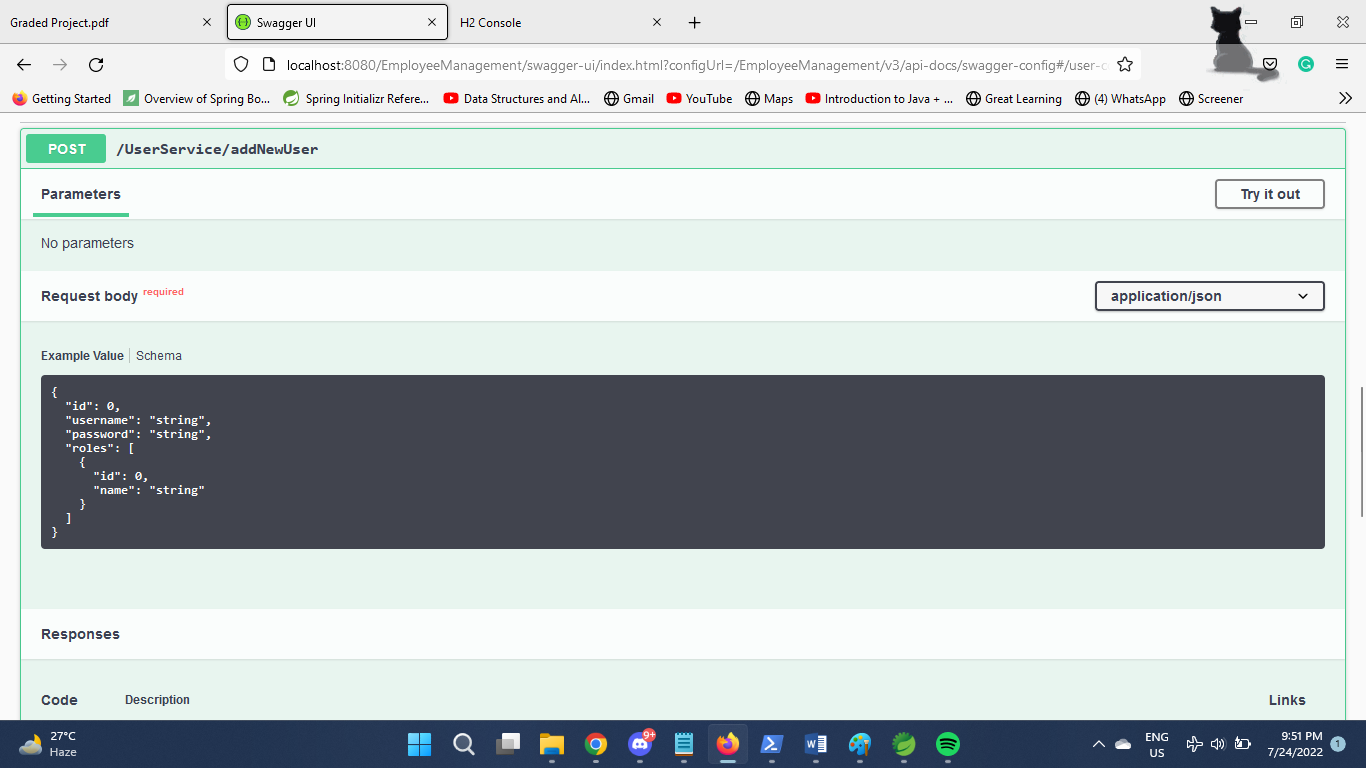 Graded Project.pdf
Swagger UI
H2 Console
localhost:8080/EmployeeManagement/swagger-ui/index.html?configUrl=/EmployeeManagement/v3/api-docs/swagger-config#/user-o
Getting Started
Overview of Spring Bo...
Spring Initializr Refere...
Data Structures and Al...
Gmail
YouTube
Maps
Introduction to Java + ...
Great Learning
(4) WhatsApp
Screener
POST /UserService/addNewUser
Parameters
Try it out
No parameters
Request body required
application/json
Example Value
Schema
{
"id": 0,
"username": "string",
"password": "string",
"roles": [
{
"id": 0,
"name": "string"
}
]
}
Responses
Code
Description
Links
27°C
Haze
9+
ENG
US
9:51 PM
7/24/2022
1